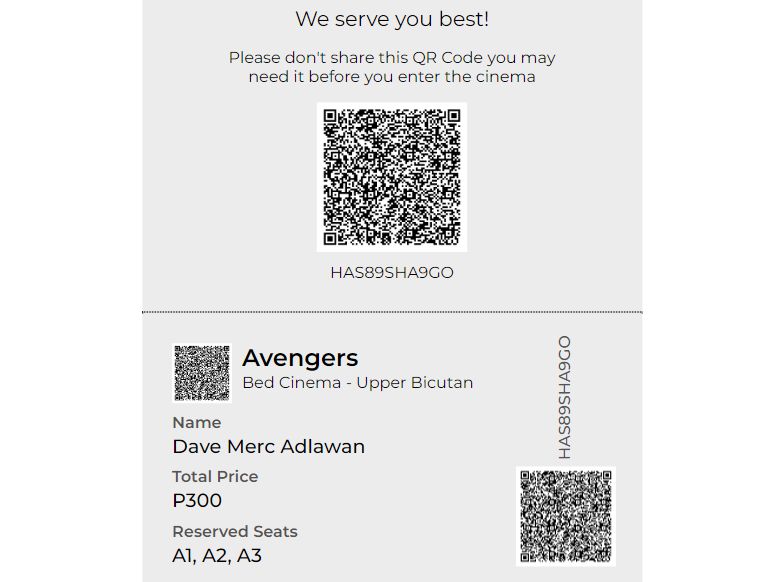 We serve you best!
Please don't share this QR Code you may
need it before you enter the cinema
HAS89SHA9GO
Avengers
Bed Cinema - Upper Bicutan
Name
Dave Merc Adlawan
Total Price
P300
Reserved Seats
A1, A2, A3
HAS89SHA9GO